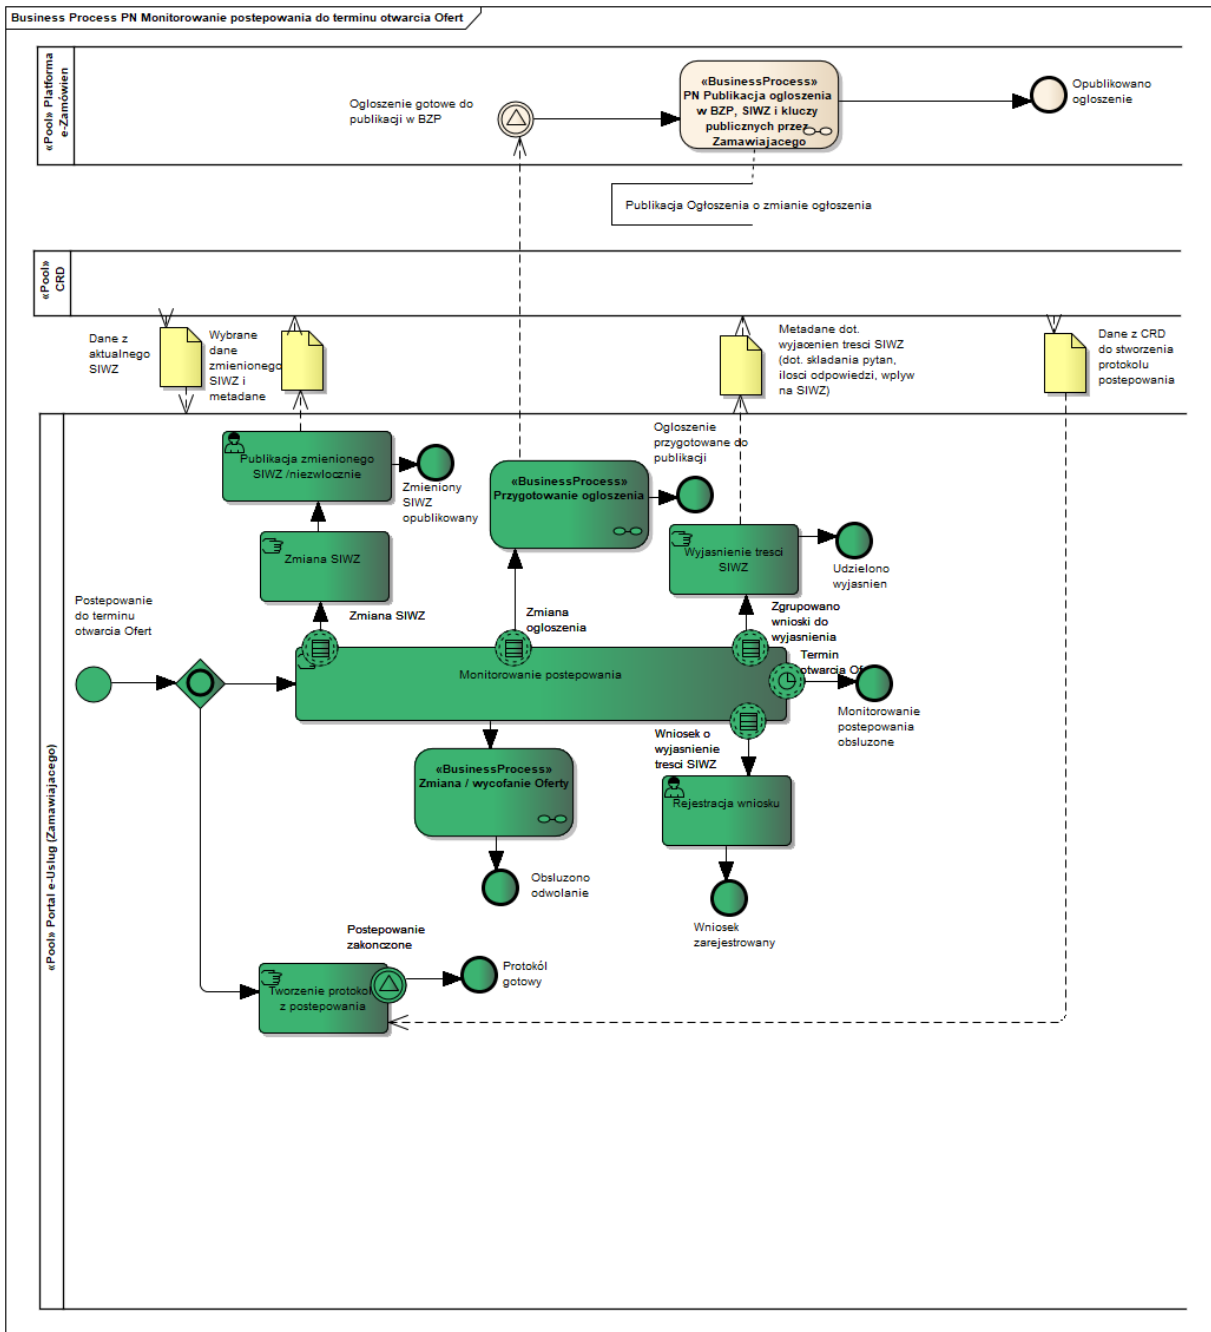 Business Process PN Monitorowanie postepowania do terminu otwarcia Ofert
«Pool» Platforma
e-Zamówien
Ogloszenie gotowe do
publikacji w BZP
«BusinessProcess»
PN Publikacja ogloszenia
w BZP, SIWZ i kluczy
publicznych przez
Zamawiajacego
Opublikowano
ogloszenie
Publikacja Ogłoszenia o zmianie ogłoszenia
«Pool»
CRD
Dane z
aktualnego
SIWZ
Wybrane
dane
zmienionego
SIWZ i
metadane
Metadane dot.
wyjacenien tresci SIWZ
(dot. skladania pytan,
ilosci odpowiedzi, wplyw
na SIWZ)
Dane z CRD
do stworzenia
protokolu
postepowania
«Pool» Portal e-Uslug (Zamawiajacego)
Publikacja zmienionego
SIWZ /niezwlocznie
Zmieniony
SIWZ
opublikowany
Ogloszenie
przygotowane do
publikacji
«BusinessProcess»
Przygotowanie ogloszenia
Zmiana SIWZ
Wyjasnienie tresci
SIWZ
Udzielono
wyjasnien
Postepowanie
do terminu
otwarcia Ofert
Zmiana SIWZ
Zmiana
ogloszenia
Zgrupowano
wnioski do
wyjasnienia
Termin
otwarcia Of
Monitorowanie postepowania
Monitorowanie
postepowania
obsluzone
Wniosek o
wyjasnienie
tresci SIWZ
«BusinessProcess»
Zmiana / wycofanie Oferty
Rejestracja wniosku
Obsluzono
odwolanie
Wniosek
zarejestrowany
Postepowanie
zakonczone
Protokól
gotowy
Tworzenie protokol
z postepowania